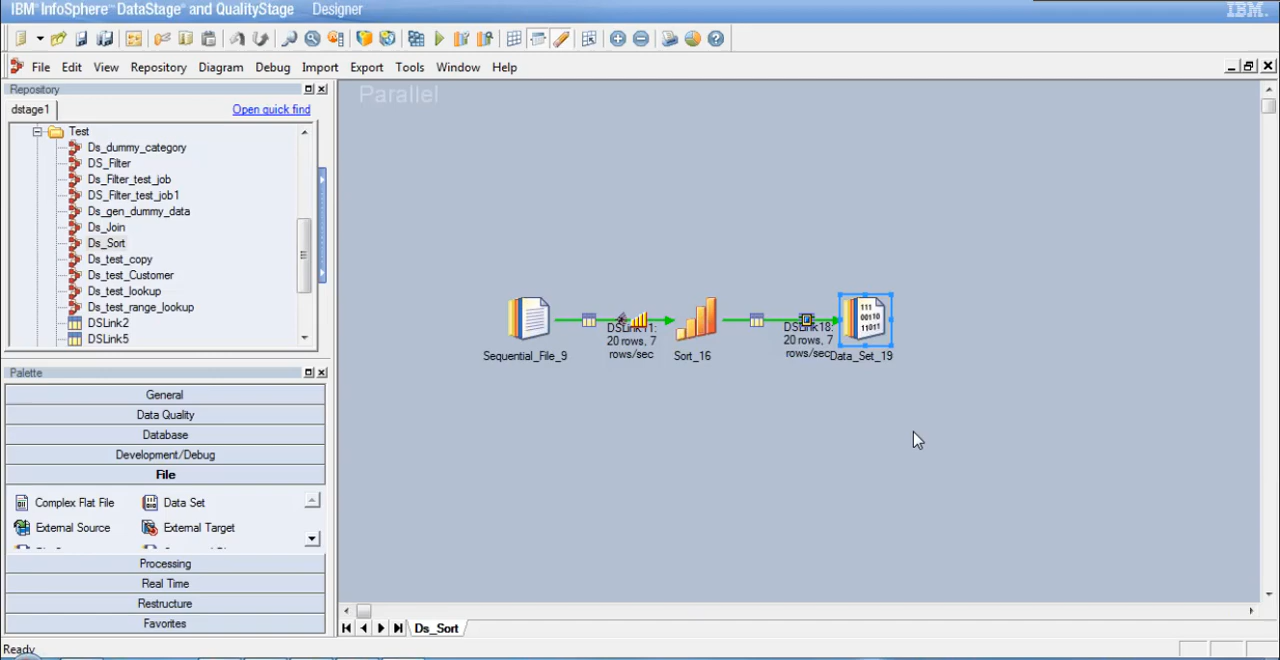 IBM® InfoSphere™ DataStage® and QualityStage Designer
IBM.
File Edit View Repository Diagram Debug Import Export Tools Window Help
Repository
dstage1 Open quick find
Test
Ds_dummy_category
DS_Filter
Ds_Filter_test_job
DS_Filter_test_job1
Ds_gen_dummy_data
Ds_Join
Ds_Sort
Ds_test_copy
Ds_test_Customer
Ds_test_lookup
Ds_test_range_lookup
DSLink2
DSLink5
Palette
General
Data Quality
Database
Development/Debug
File
Complex Flat File Data Set
External Source External Target
Processing
Real Time
Restructure
Favorites
Parallel
Sequential_File_9
DSLink11:
20 rows, 7
rows/sec
Sort_16
DSLink18:
20 rows, 7
rows/sec
111
00110
11011
Data_Set_19
Ds_Sort
Ready